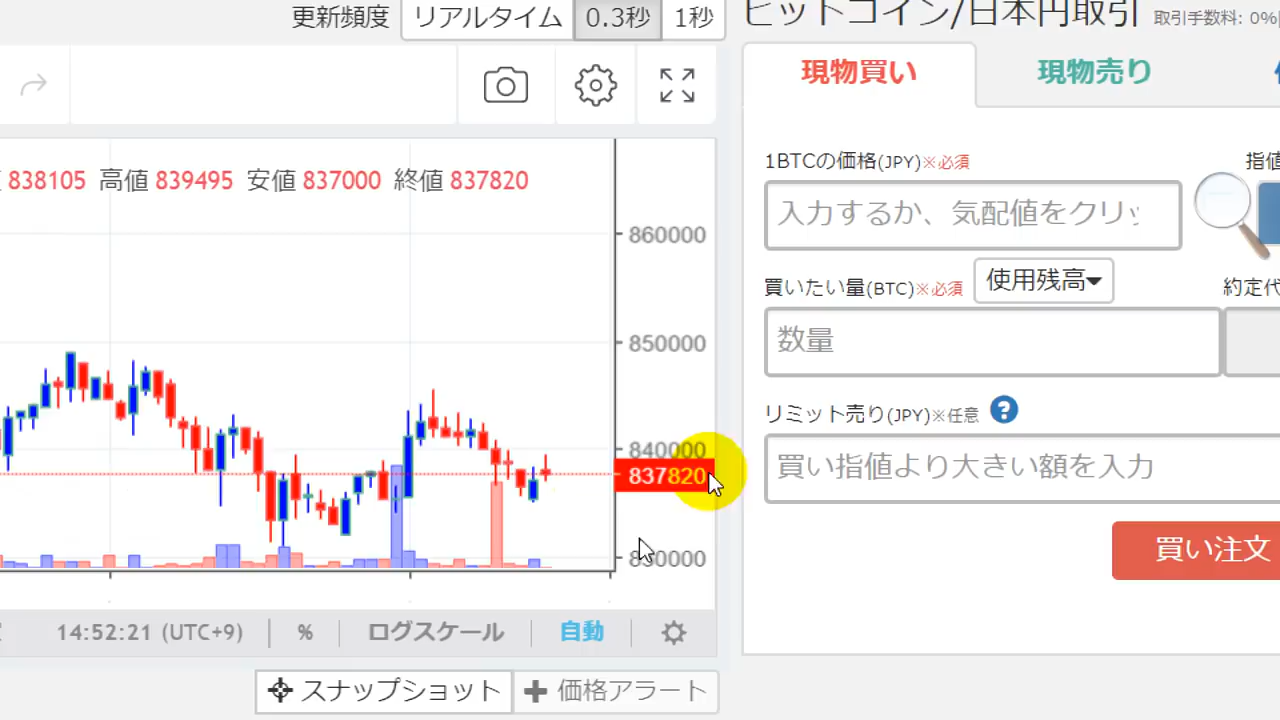 更新頻度 リアルタイム 0.3秒 1秒
ビットコイン/日本円取引 取引手数料: 0%
現物買い 現物売り
838105 高値 839495 安値 837000 終値 837820
860000
850000
840000
837820
830000
14:52:21 (UTC+9) % ログスケール 自動
スナップショット 価格アラート
1BTCの価格(JPY)※必須 指値
入力するか、気配値をクリッ
買いたい量(BTC)※必須 使用残高 約定代
数量
リミット売り(JPY)※任意 ?
買い指値より大きい額を入力
買い注文